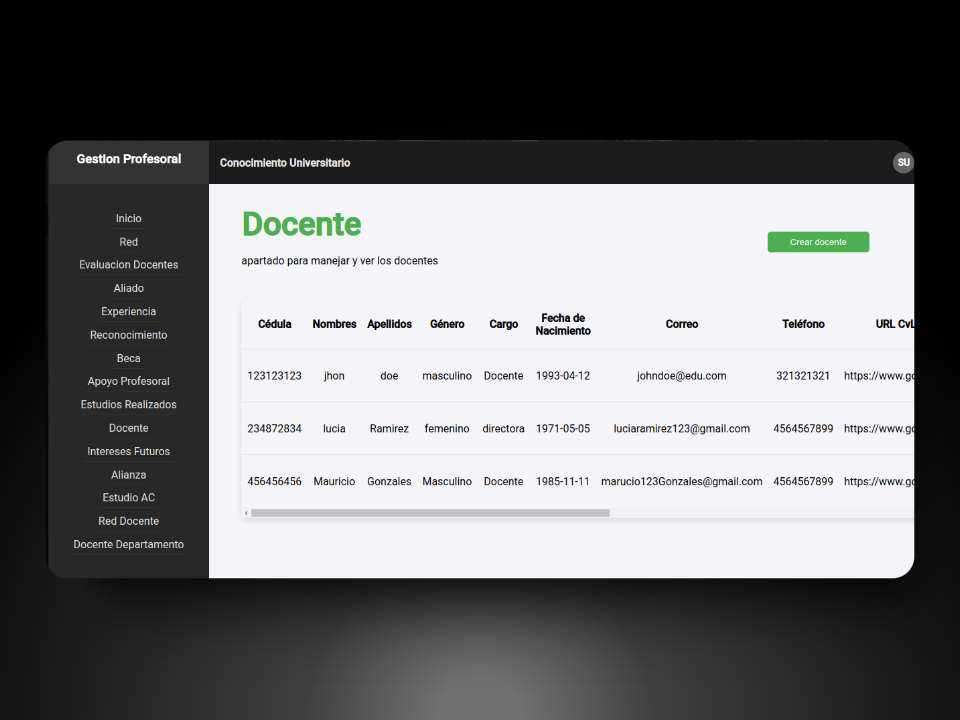 Gestion Profesoral
Conocimiento Universitario
SU
Inicio
Red
Evaluacion Docentes
Aliado
Experiencia
Reconocimiento
Beca
Apoyo Profesoral
Estudios Realizados
Docente
Intereses Futuros
Alianza
Estudio AC
Red Docente
Docente Departamento
Docente
apartado para manejar y ver los docentes
Crear docente
Cédula Nombres Apellidos Género Cargo Fecha de Nacimiento Correo Teléfono URL CvL
123123123 jhon doe masculino Docente 1993-04-12 johndoe@edu.com 321321321 https://www.go
234872834 lucia Ramirez femenino directora 1971-05-05 luciaramirez123@gmail.com 4564567899 https://www.go
456456456 Mauricio Gonzales Masculino Docente 1985-11-11 marucio123Gonzales@gmail.com 4564567899 https://www.go